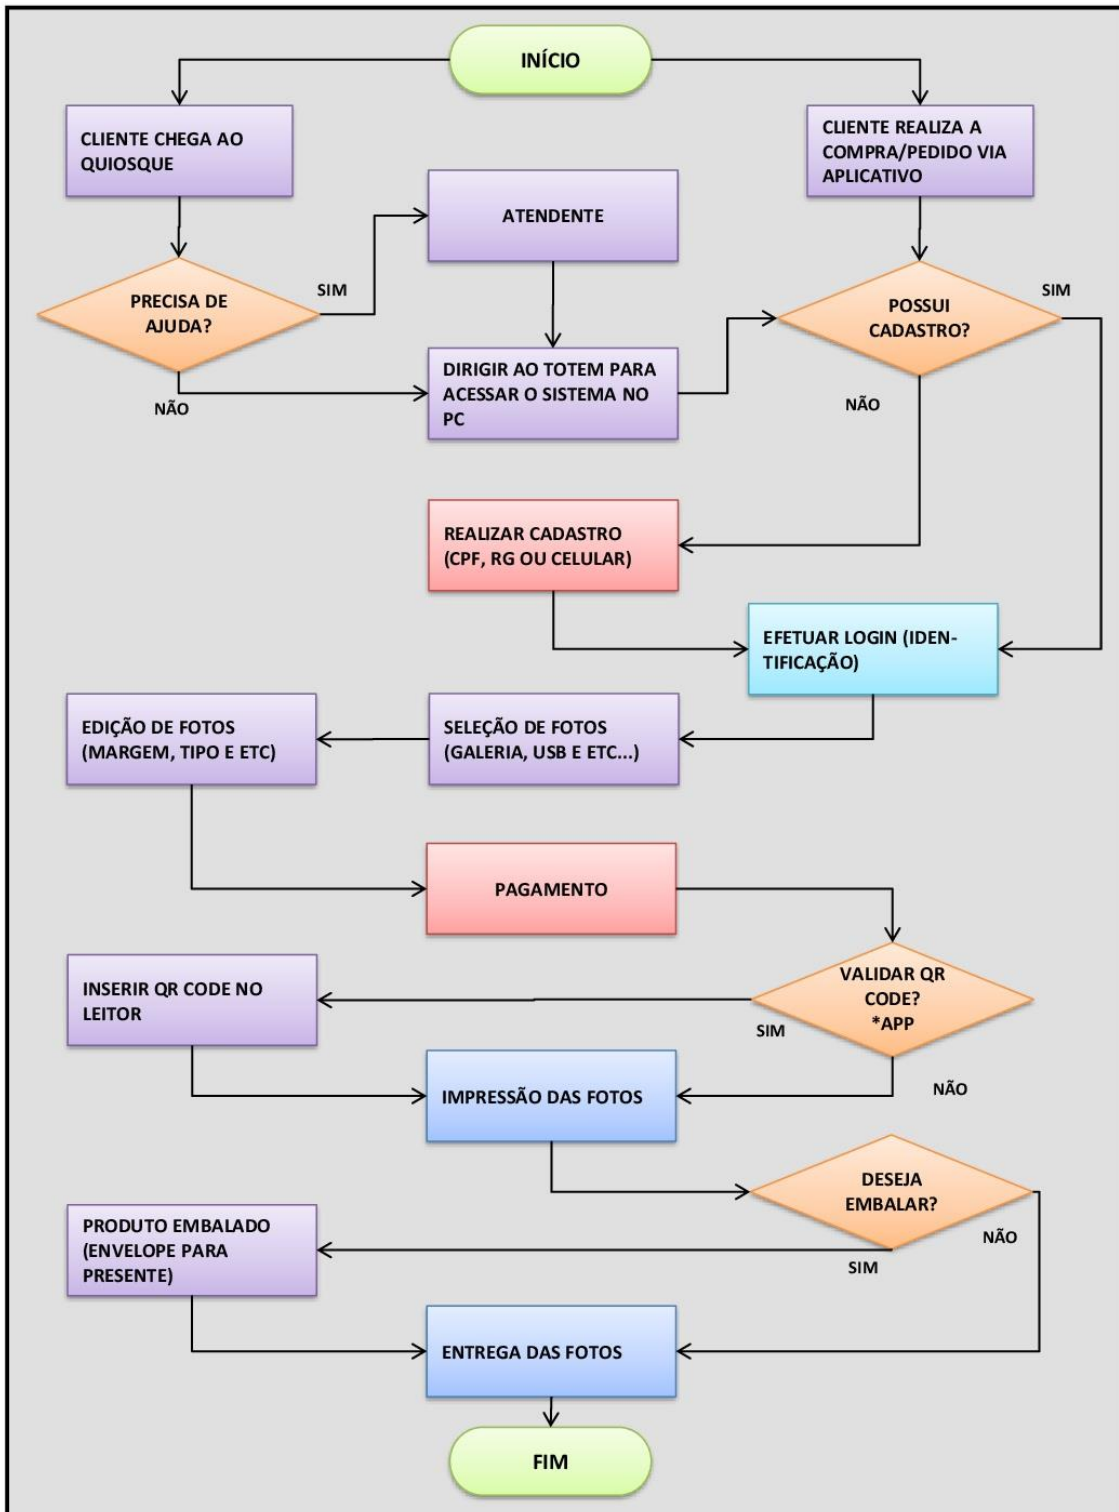 INÍCIO
CLIENTE CHEGA AO
QUIOSQUE
CLIENTE REALIZA A
COMPRA/PEDIDO VIA
APLICATIVO
ATENDENTE
PRECISA DE
AJUDA?
SIM
NÃO
DIRIGIR AO TOTEM PARA
ACESSAR O SISTEMA NO
PC
POSSUI
CADASTRO?
SIM
NÃO
REALIZAR CADASTRO
(CPF, RG OU CELULAR)
EFETUAR LOGIN (IDEN-
TIFICAÇÃO)
SELEÇÃO DE FOTOS
(GALERIA, USB E ETC...)
EDIÇÃO DE FOTOS
(MARGEM, TIPO E ETC)
PAGAMENTO
VALIDAR QR
CODE?
*APP
SIM
NÃO
INSERIR QR CODE NO
LEITOR
IMPRESSÃO DAS FOTOS
DESEJA
EMBALAR?
NÃO
SIM
PRODUTO EMBALADO
(ENVELOPE PARA
PRESENTE)
ENTREGA DAS FOTOS
FIM